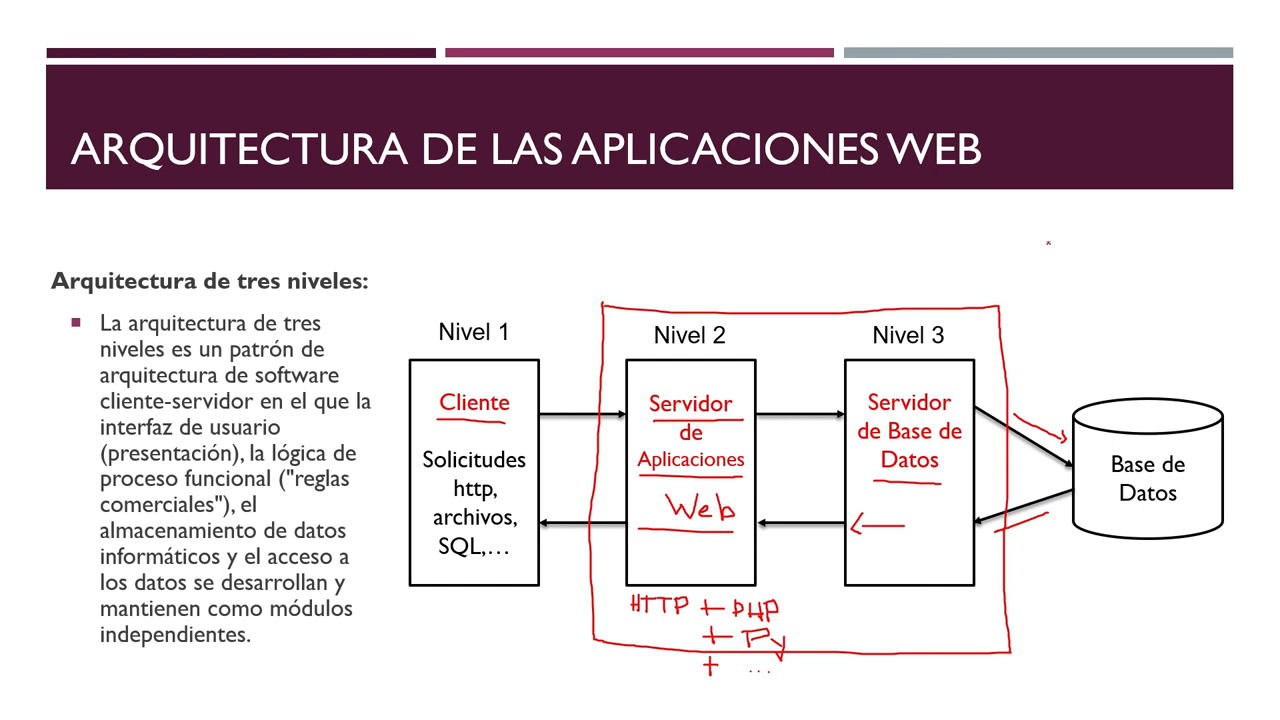 ARQUITECTURA DE LAS APLICACIONES WEB
Arquitectura de tres niveles:
La arquitectura de tres
niveles es un patrón de
arquitectura de software
cliente-servidor en el que la
interfaz de usuario
(presentación), la lógica de
proceso funcional ("reglas
comerciales"), el
almacenamiento de datos
informáticos y el acceso a
los datos se desarrollan y
mantienen como módulos
independientes.
Nivel 1
Cliente
Solicitudes
http,
archivos,
SQL,...
Nivel 2
Servidor
de
Aplicaciones
Web
HTTP + PHP
+ Py
+ ...
Nivel 3
Servidor
de Base de
Datos
Base de
Datos